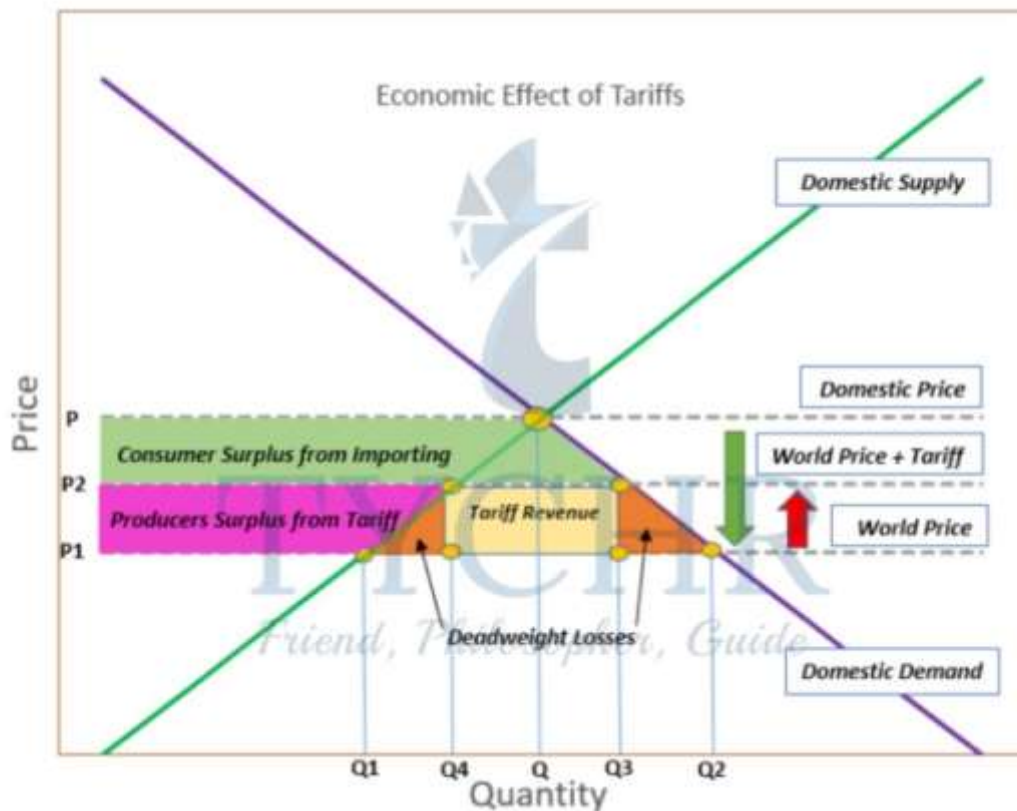 Economic Effect of Tariffs
Domestic Supply
Price
P
Domestic Price
Consumer Surplus from Importing
World Price + Tariff
P2
Producers Surplus from Tariff
Tariff Revenue
World Price
P1
TYCHR
Deadweight Losses
Friend, Philosopher, Guide
Domestic Demand
Q1 Q4 Q Q3 Q2
Quantity